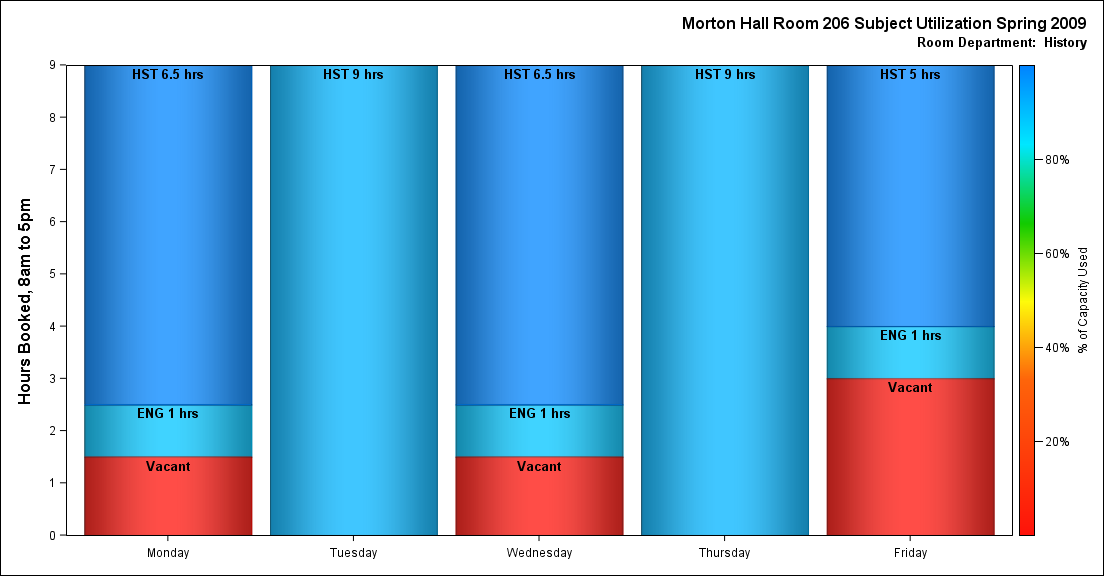 Morton Hall Room 206 Subject Utilization Spring 2009
Room Department: History
Hours Booked, 8am to 5pm
9
8
7
6
5
4
3
2
1
0
HST 6.5 hrs
ENG 1 hrs
Vacant
HST 9 hrs
HST 6.5 hrs
ENG 1 hrs
Vacant
HST 9 hrs
HST 5 hrs
ENG 1 hrs
Vacant
Monday
Tuesday
Wednesday
Thursday
Friday
80%
60%
40%
20%
% of Capacity Used